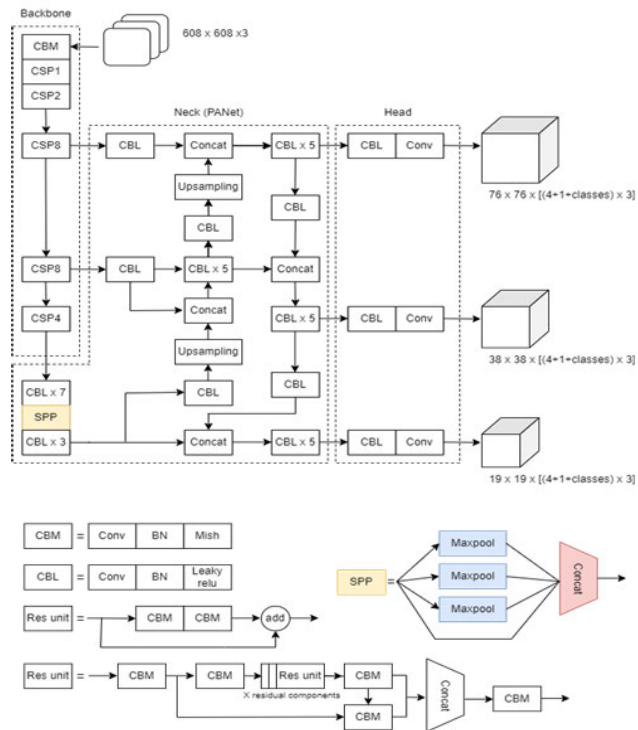 Backbone
CBM
608 x 608 x3
CSP1
CSP2
Neck (PANet)
Head
CSP8
CBL
Concat
CBL x 5
CBL
Conv
76 x 76 x [(4+1+classes) x 3]
Upsampling
CBL
CBL
CSP8
CBL
CBL x 5
Concat
CSP4
Concat
CBL x 5
CBL
Conv
38 x 38 x [(4+1+classes) x 3]
Upsampling
CBL x 7
CBL
CBL
SPP
CBL x 3
Concat
CBL x 5
CBL
Conv
19 x 19 x [(4+1+classes) x 3]
CBM = Conv BN Mish
CBL = Conv BN Leaky
relu
Res unit = CBM CBM add
Res unit = CBM CBM Res unit CBM
X residual components
CBM
Concat
CBM
SPP =
Maxpool
Maxpool
Maxpool
Concat